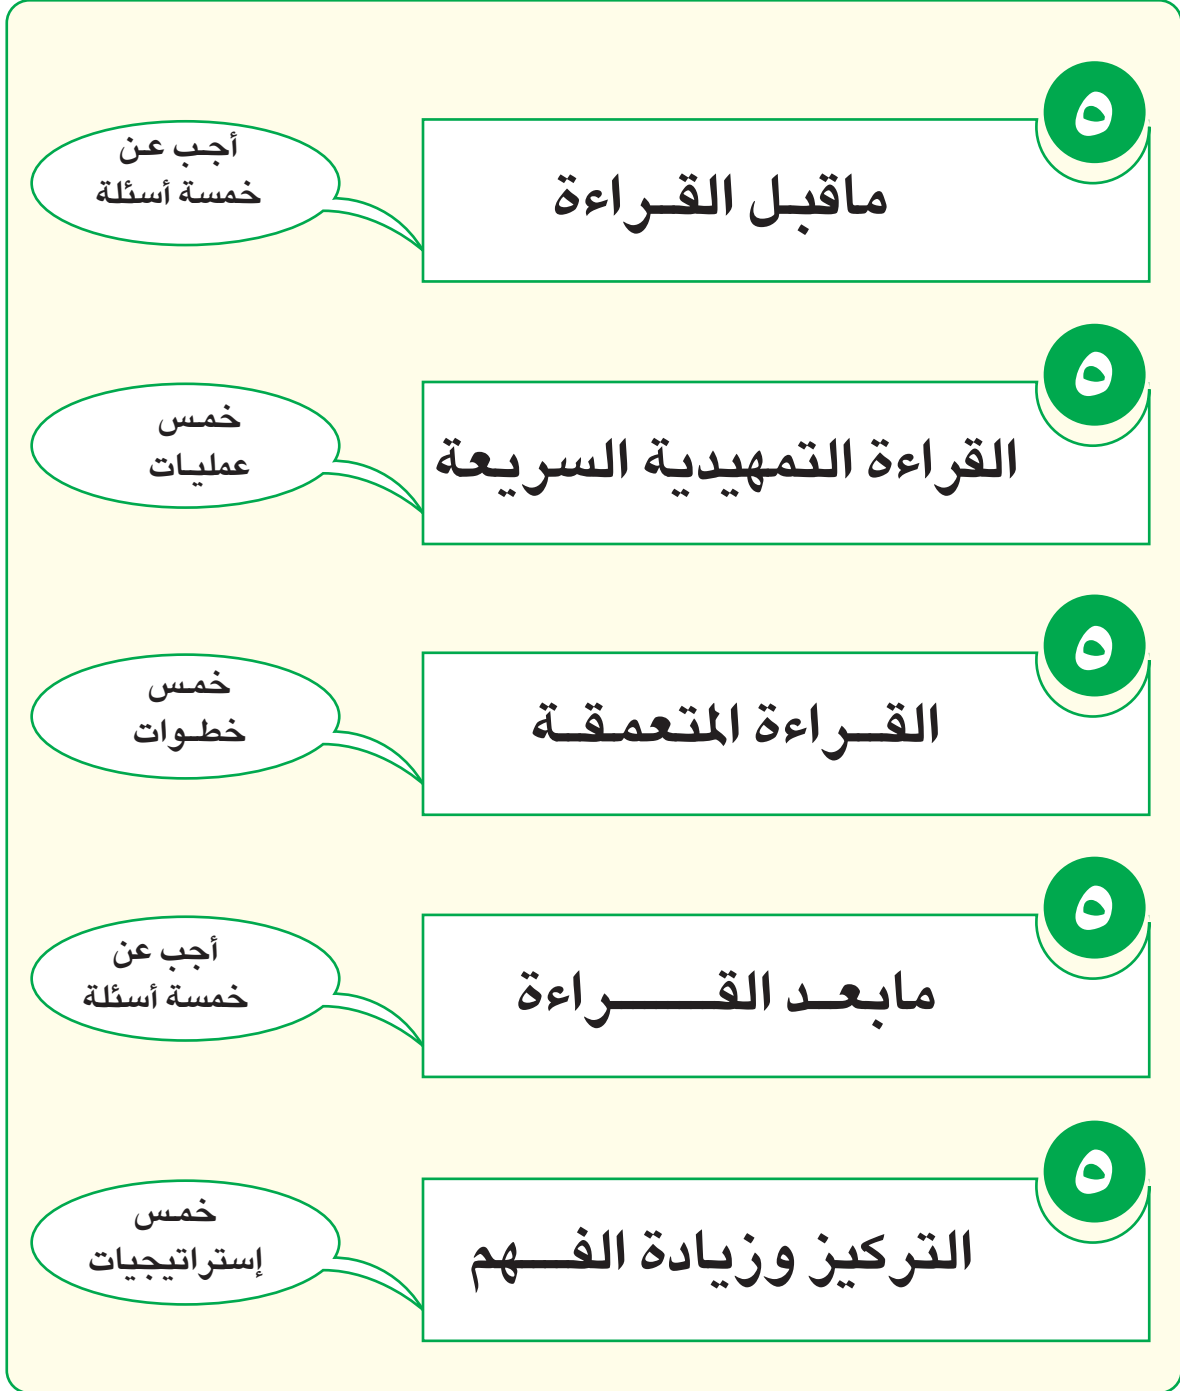 ٥
ماقبل القراءة
أجب عن
خمسة أسئلة
٥
القراءة التمهيدية السريعة
خمس
عمليات
٥
القراءة المتعمقة
خمس
خطوات
٥
مابعد القراءة
أجب عن
خمسة أسئلة
٥
التركيز وزيادة الفهم
خمس
إستراتيجيات